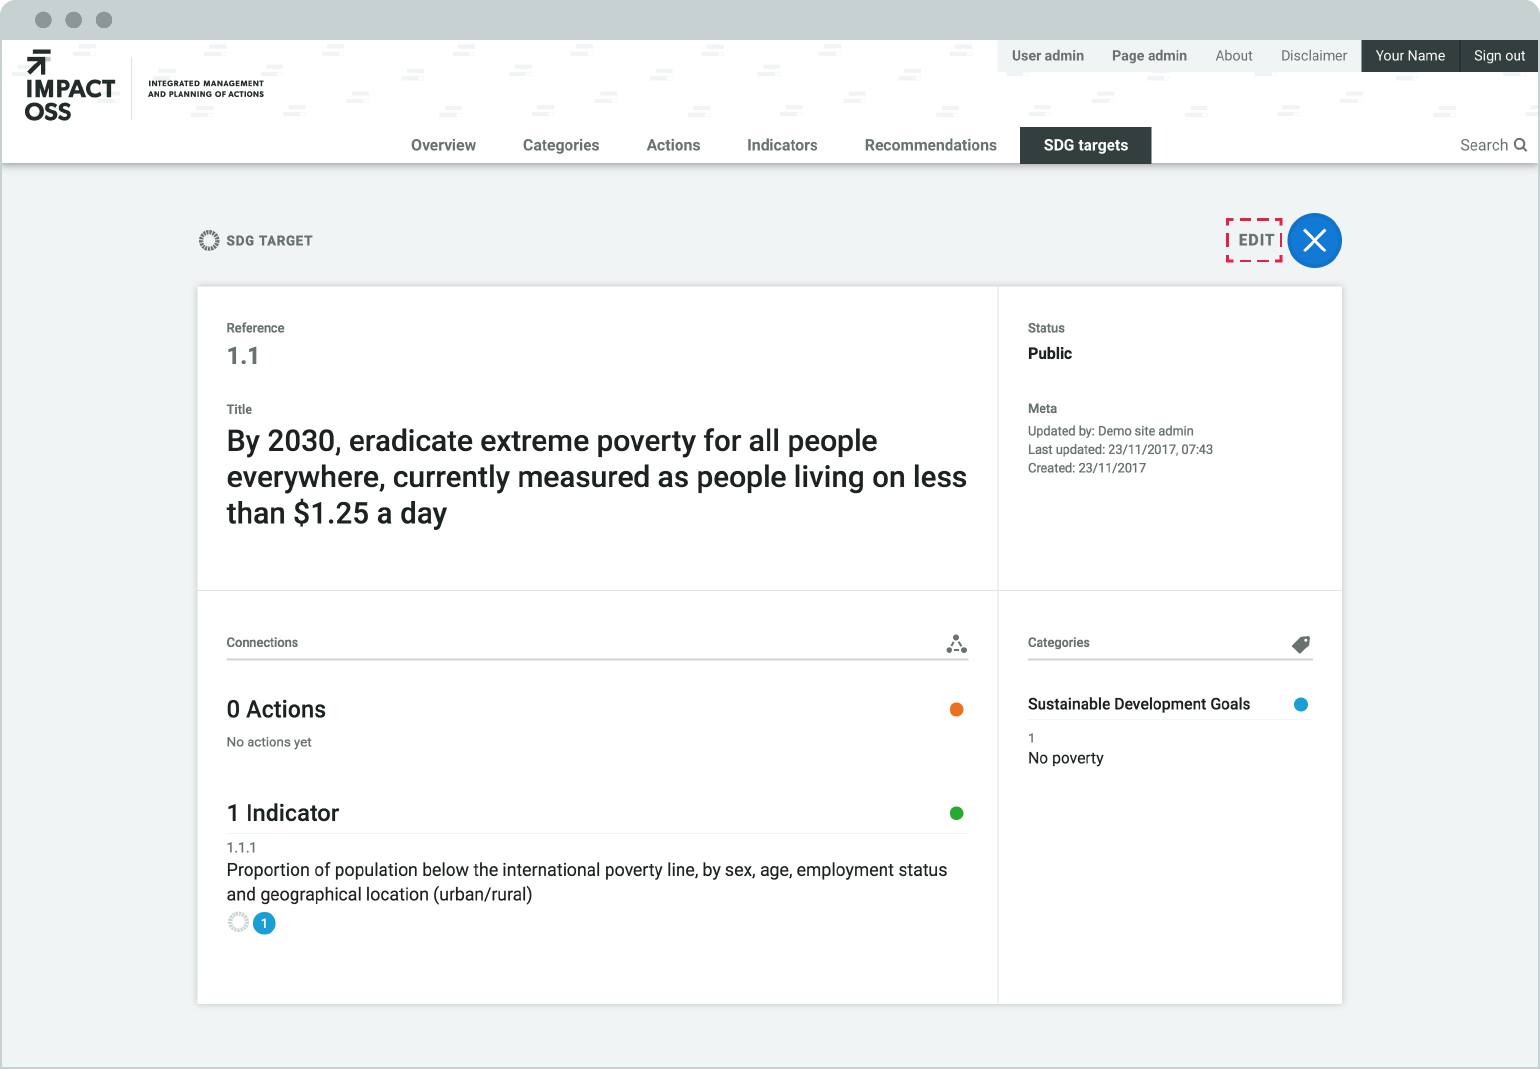 User admin
Page admin
About
Disclaimer
Your Name
Sign out
IMPACT
OSS
INTEGRATED MANAGEMENT
AND PLANNING OF ACTIONS
Overview
Categories
Actions
Indicators
Recommendations
SDG targets
Search
SDG TARGET
EDIT
Reference
1.1
Title
By 2030, eradicate extreme poverty for all people
everywhere, currently measured as people living on less
than $1.25 a day
Status
Public
Meta
Updated by: Demo site admin
Last updated: 23/11/2017, 07:43
Created: 23/11/2017
Connections
0 Actions
No actions yet
1 Indicator
1.1.1
Proportion of population below the international poverty line, by sex, age, employment status
and geographical location (urban/rural)
1
Categories
Sustainable Development Goals
1
No poverty